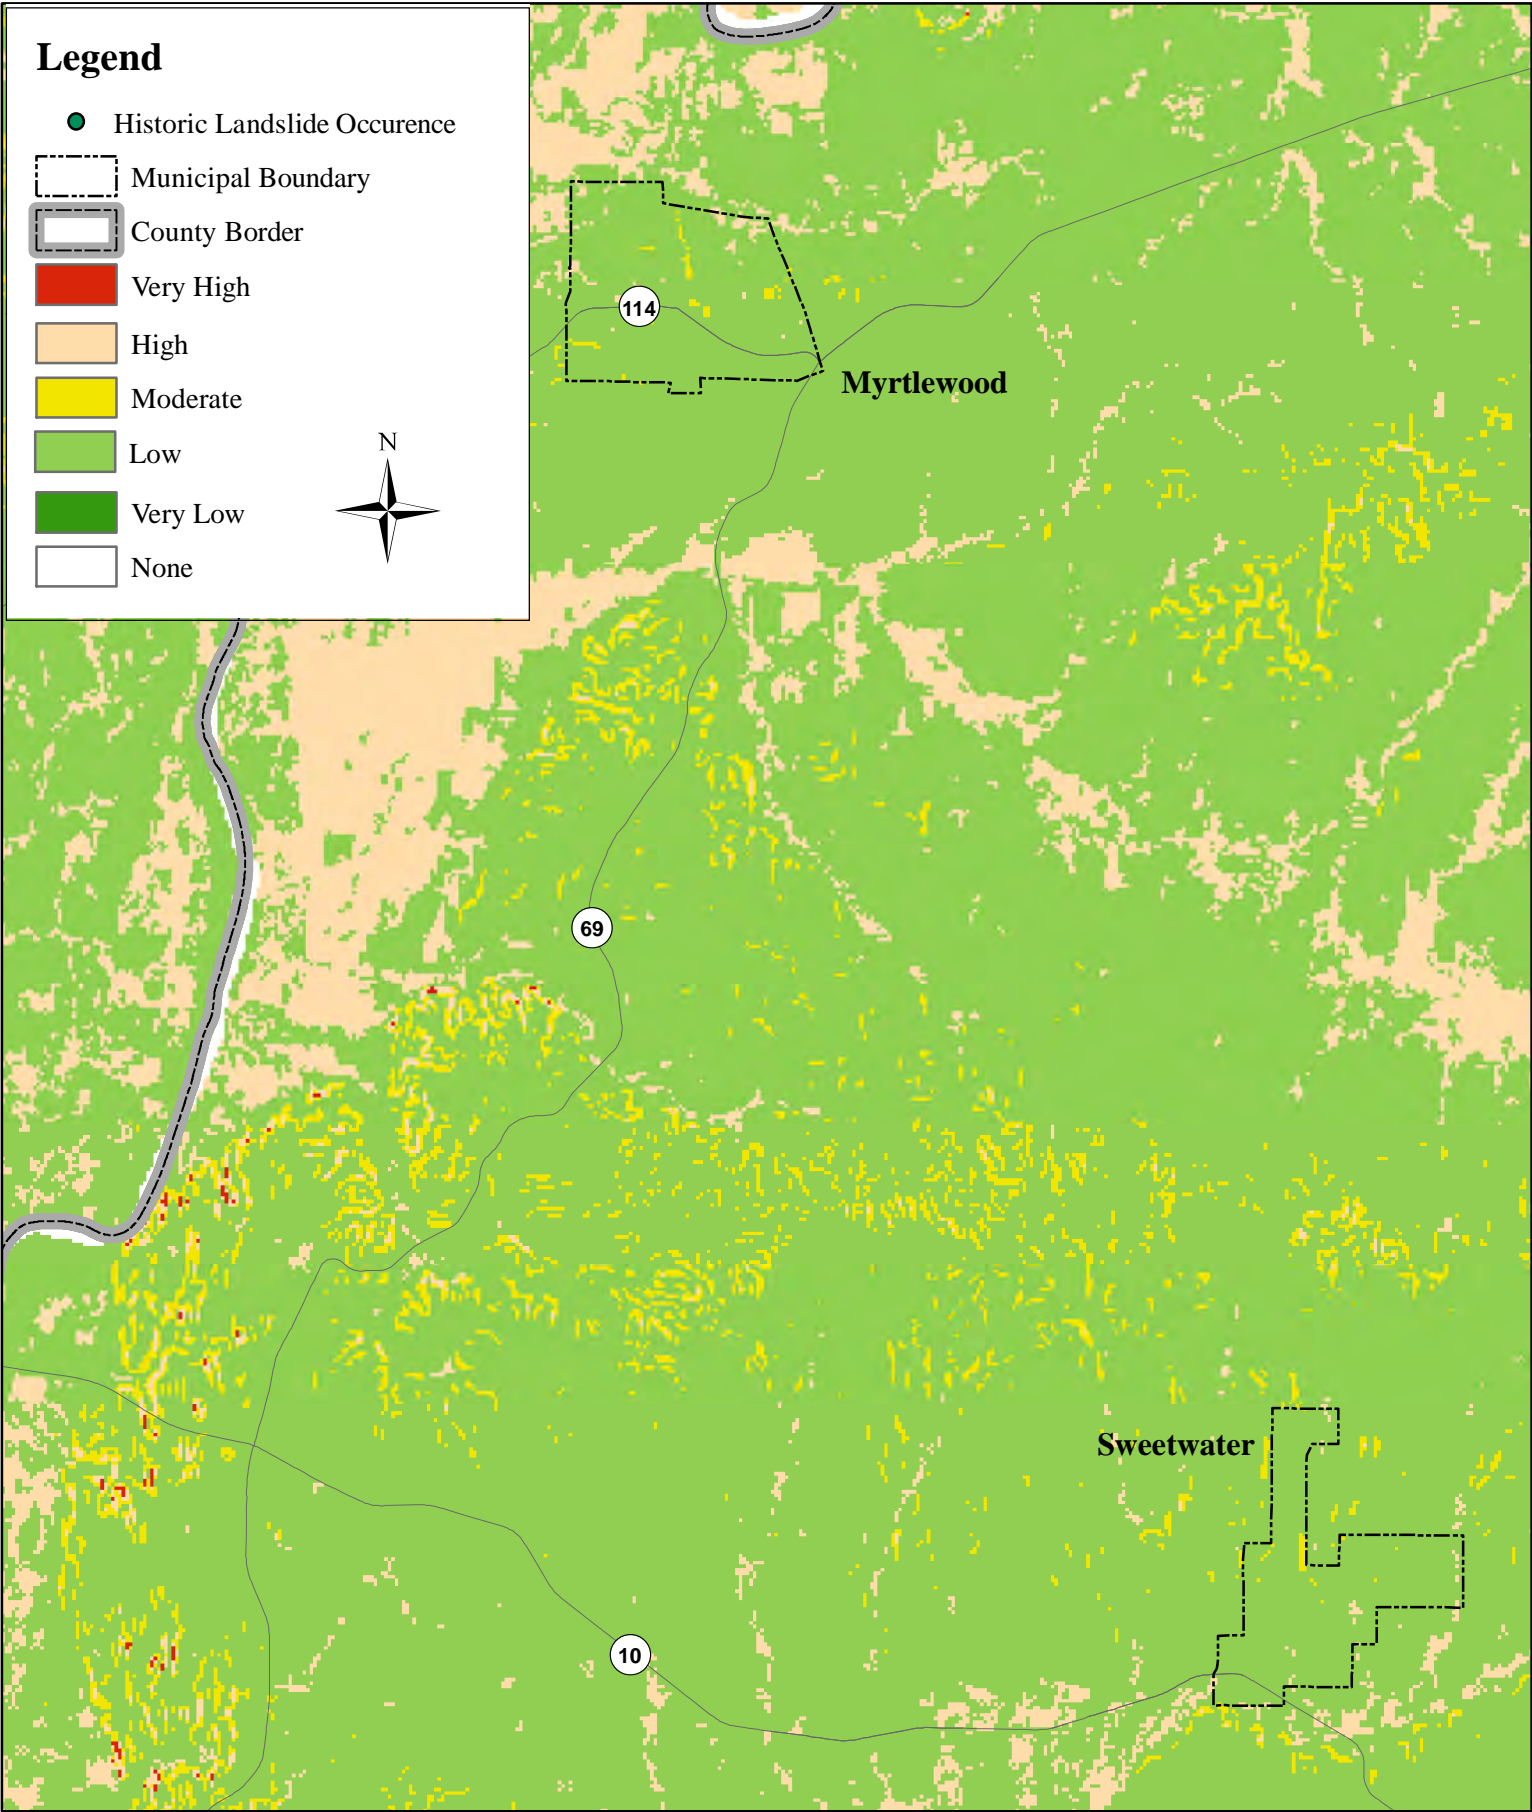 Legend
Historic Landslide Occurence
Municipal Boundary
County Border
Very High
High
Moderate
Low
Very Low
None
N
114
Myrtlewood
69
Sweetwater
10